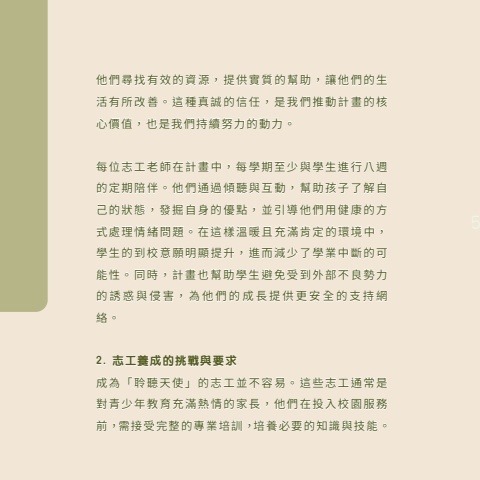 他們尋找有效的資源，提供實質的幫助，讓他們的生
活有所改善。這種真誠的信任，是我們推動計畫的核
心價值，也是我們持續努力的動力。
每位志工老師在計畫中，每學期至少與學生進行八週
的定期陪伴。他們通過傾聽與互動，幫助孩子了解自
己的狀態，發掘自身的優點，並引導他們用健康的方
式處理情緒問題。在這樣溫暖且充滿肯定的環境中，
學生的到校意願明顯提升，進而減少了學業中斷的可
能性。同時，計畫也幫助學生避免受到外部不良勢力
的誘惑與侵害，為他們的成長提供更安全的支持網
絡。
2. 志工養成的挑戰與要求
成為「聆聽天使」的志工並不容易。這些志工通常是
對青少年教育充滿熱情的家長，他們在投入校園服務
前，需接受完整的專業培訓，培養必要的知識與技能。